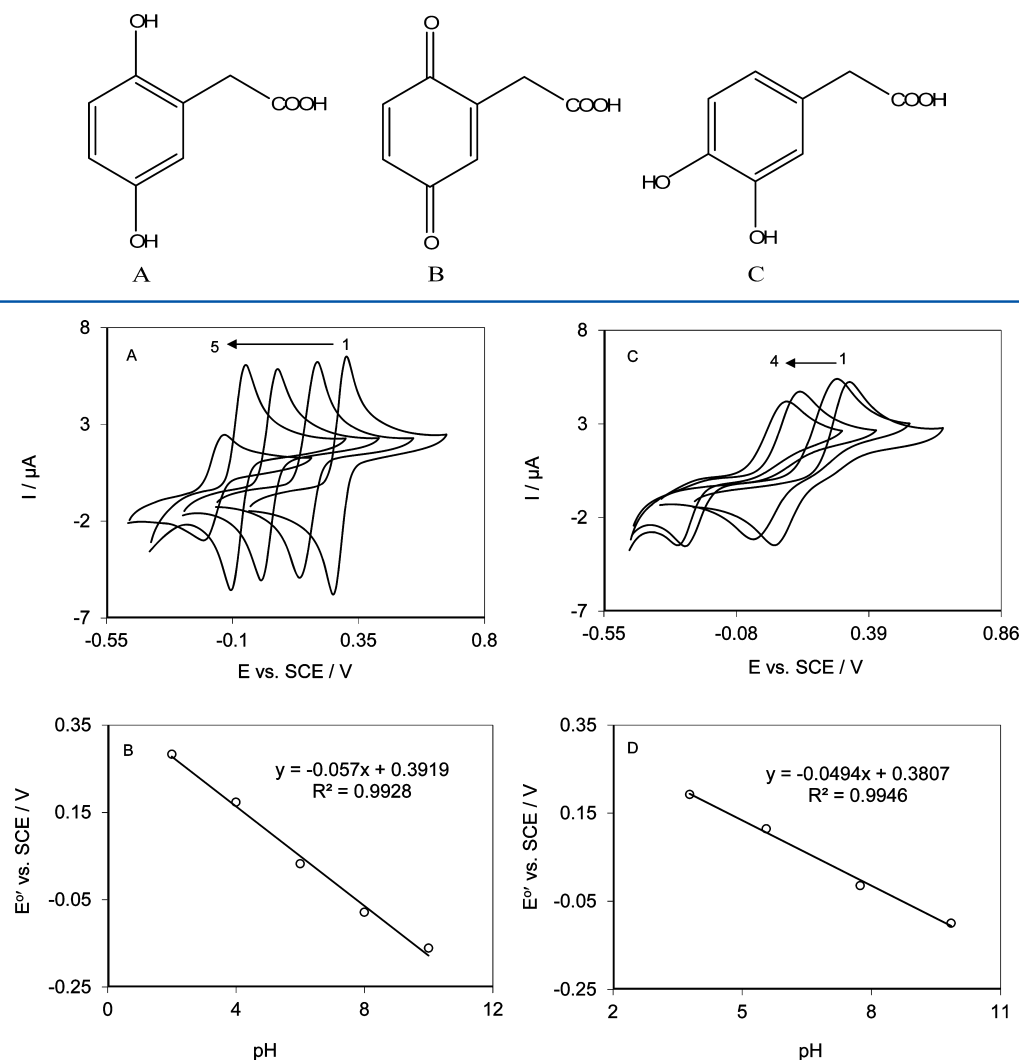 OH
COOH
OH
A
O
COOH
O
B
COOH
HO
OH
C
8
3
-2
-7
I / µA
A
5
1
-0.55
-0.1
0.35
0.8
E vs. SCE / V
8
3
-2
-7
I / µA
C
4
1
-0.55
-0.08
0.39
0.86
E vs. SCE / V
0.35
0.15
-0.05
-0.25
E°′ vs. SCE / V
B
y = -0.057x + 0.3919
R² = 0.9928
0
4
8
12
pH
0.35
0.15
-0.05
-0.25
E°′ vs. SCE / V
D
y = -0.0494x + 0.3807
R² = 0.9946
2
5
8
11
pH